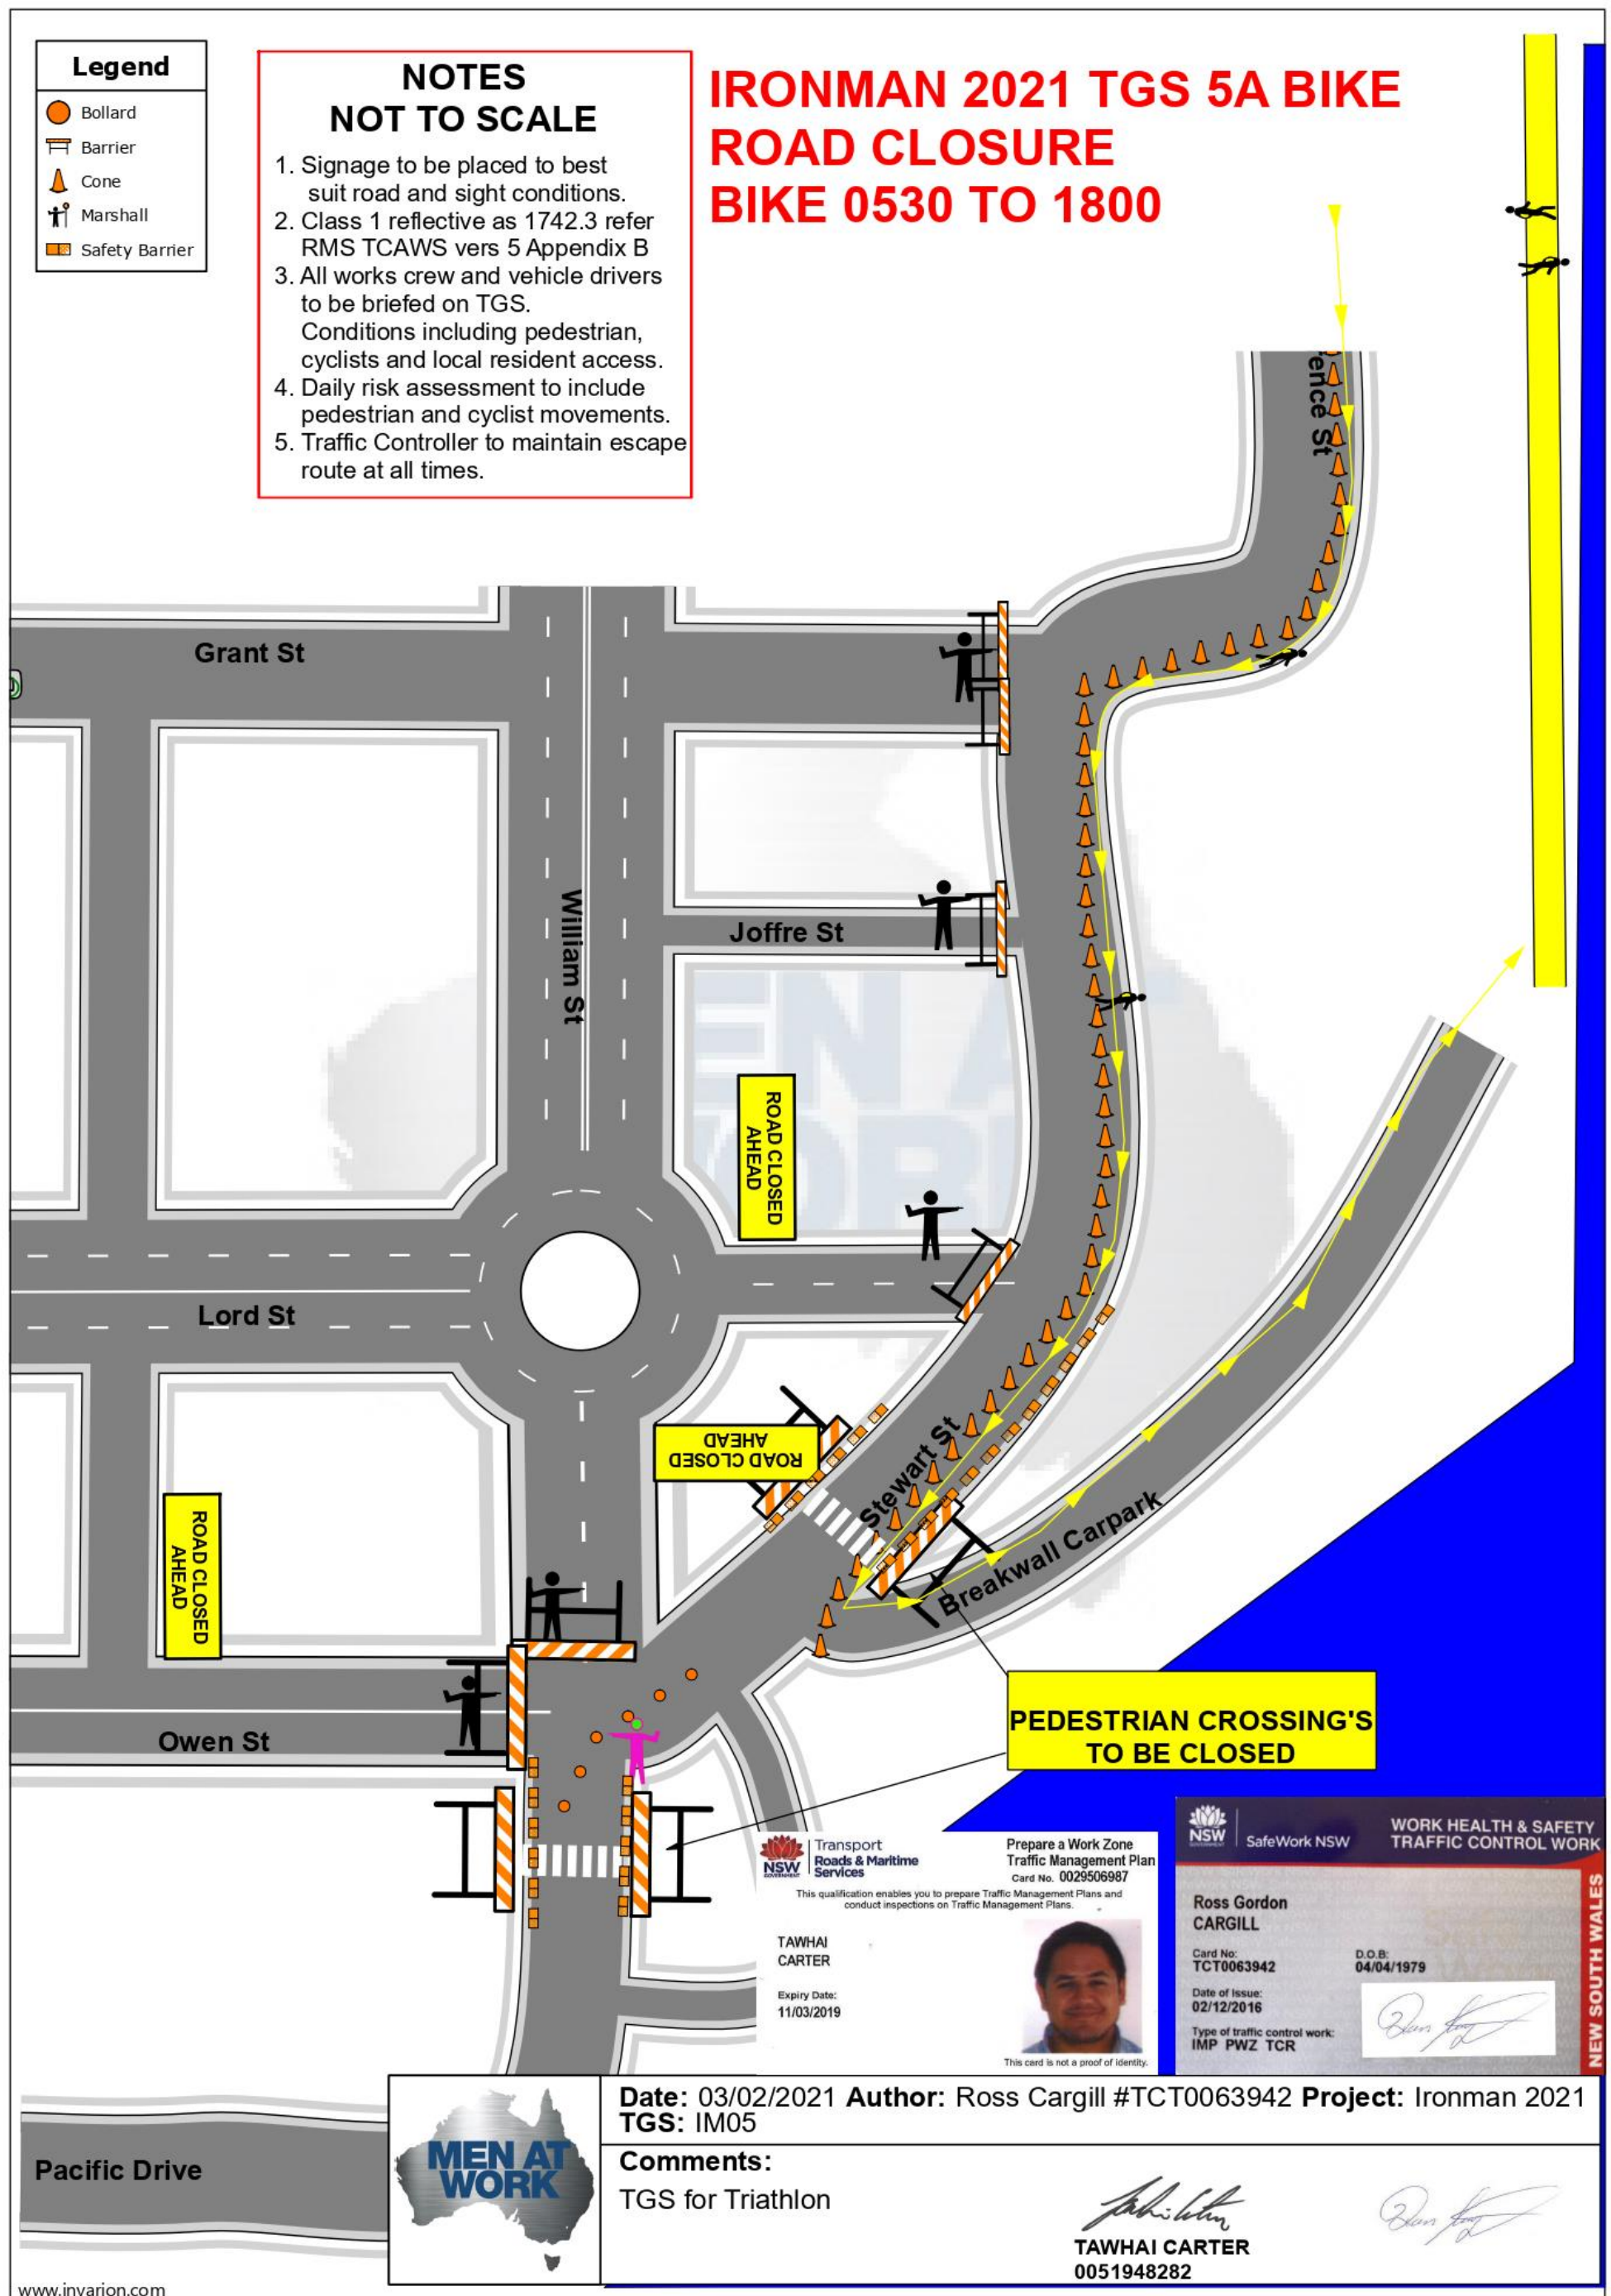 Legend
Bollard
Barrier
Cone
Marshall
Safety Barrier
NOTES
NOT TO SCALE
1. Signage to be placed to best
suit road and sight conditions.
2. Class 1 reflective as 1742.3 refer
RMS TCAWS vers 5 Appendix B
3. All works crew and vehicle drivers
to be briefed on TGS.
Conditions including pedestrian,
cyclists and local resident access.
4. Daily risk assessment to include
pedestrian and cyclist movements.
5. Traffic Controller to maintain escape
route at all times.
IRONMAN 2021 TGS 5A BIKE
ROAD CLOSURE
BIKE 0530 TO 1800
ence St
Grant St
William St
Joffre St
ROAD CLOSED
AHEAD
Lord St
ROAD CLOSED
AHEAD
Stewart St
Breakwall Carpark
ROAD CLOSED
AHEAD
Owen St
PEDESTRIAN CROSSING'S
TO BE CLOSED
NSW
GOVERNMENT
Transport
Roads & Maritime
Services
Prepare a Work Zone
Traffic Management Plan
Card No. 0029506987
This qualification enables you to prepare Traffic Management Plans and
conduct inspections on Traffic Management Plans.
TAWHAI
CARTER
Expiry Date:
11/03/2019
This card is not a proof of identity.
NSW
GOVERNMENT
SafeWork NSW
WORK HEALTH & SAFETY
TRAFFIC CONTROL WORK
Ross Gordon
CARGILL
Card No:
TCT0063942
D.O.B:
04/04/1979
Date of Issue:
02/12/2016
Type of traffic control work:
IMP PWZ TCR
NEW SOUTH WALES
Pacific Drive
MEN AT
WORK
Date: 03/02/2021 Author: Ross Cargill #TCT0063942 Project: Ironman 2021
TGS: IM05
Comments:
TGS for Triathlon
TAWHAI CARTER
0051948282
www.invarion.com